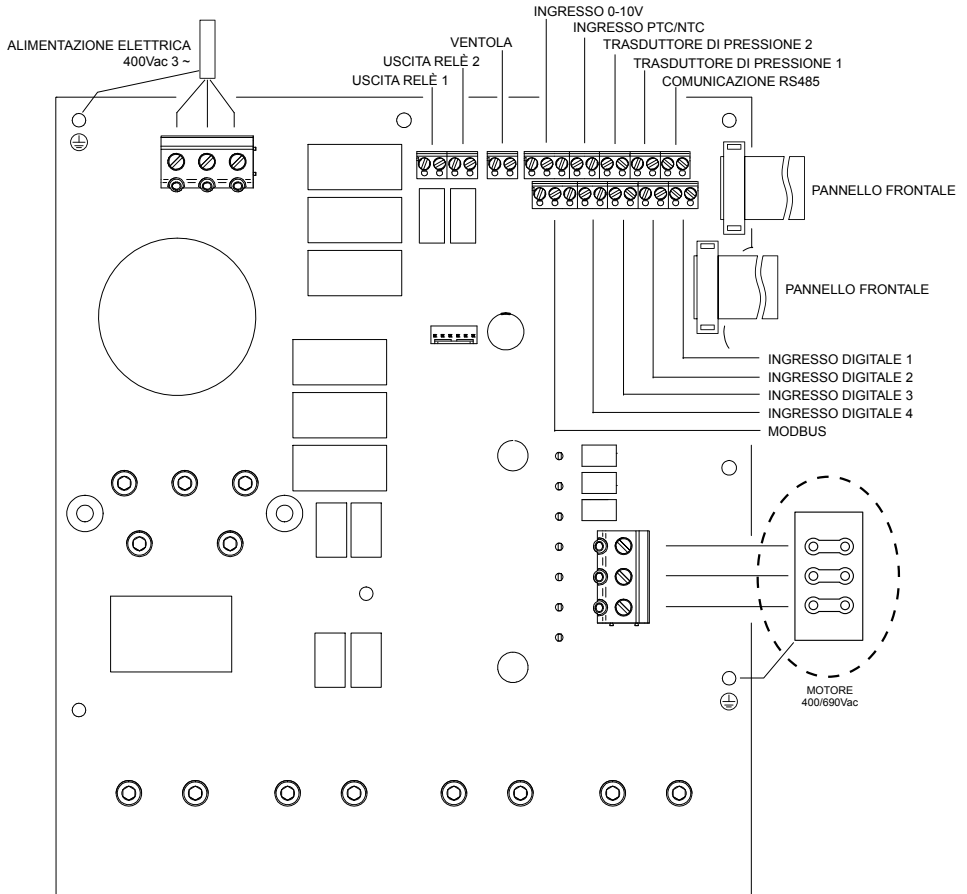 INGRESSO 0-10V
INGRESSO PTC/NTC
TRASDUTTORE DI PRESSIONE 2
TRASDUTTORE DI PRESSIONE 1
COMUNICAZIONE RS485
VENTOLA
USCITA RELÈ 2
USCITA RELÈ 1
ALIMENTAZIONE ELETTRICA
400Vac 3 ~
PANNELLO FRONTALE
PANNELLO FRONTALE
INGRESSO DIGITALE 1
INGRESSO DIGITALE 2
INGRESSO DIGITALE 3
INGRESSO DIGITALE 4
MODBUS
MOTORE
400/690Vac